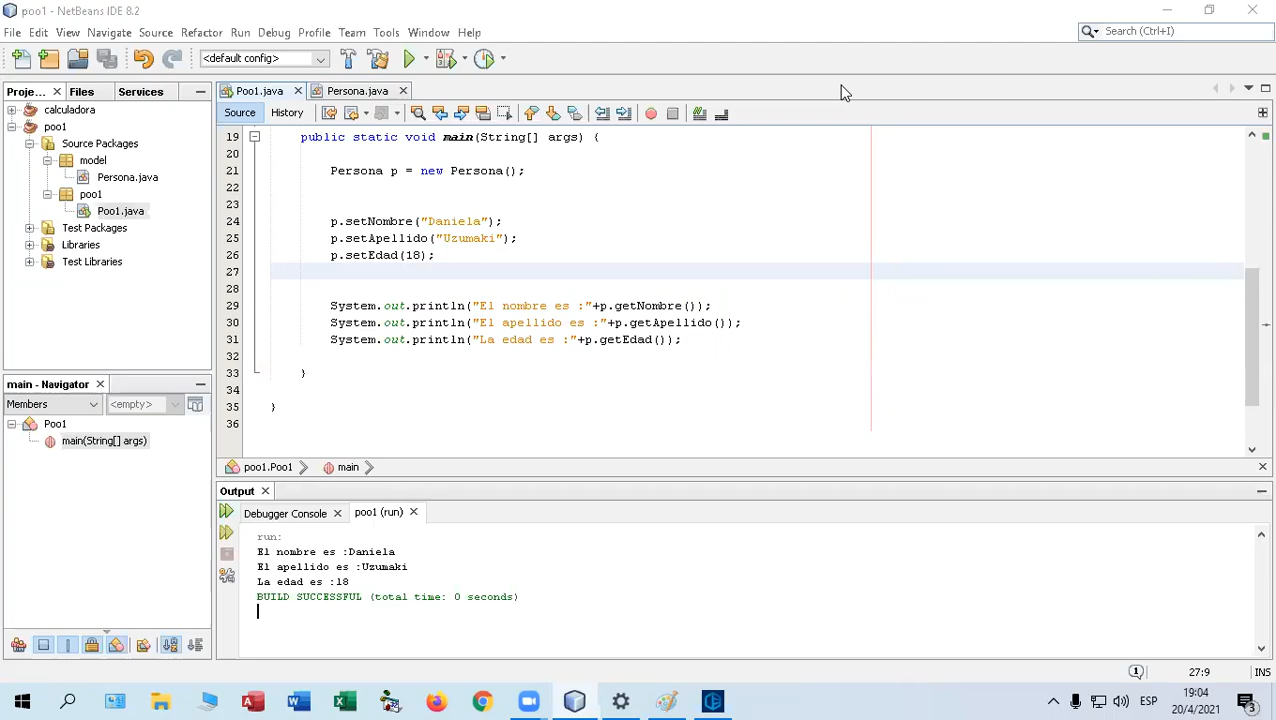 poo1 - NetBeans IDE 8.2
File Edit View Navigate Source Refactor Run Debug Profile Team Tools Window Help
Search (Ctrl+I)
<default config>
Proje... Files Services
Poo1.java Persona.java
Source History
calculadora
poo1
Source Packages
model
Persona.java
poo1
Poo1.java
Test Packages
Libraries
Test Libraries
19 public static void main(String[] args) {
20
21 Persona p = new Persona();
22
23
24 p.setNombre("Daniela");
25 p.setApellido("Uzumaki");
26 p.setEdad(18);
27
28
29 System.out.println("El nombre es :"+p.getNombre());
30 System.out.println("El apellido es :"+p.getApellido());
31 System.out.println("La edad es :"+p.getEdad());
32
33 }
34
35 }
36
main - Navigator
Members <empty>
Poo1
main(String[] args)
poo1.Poo1 main
Output
Debugger Console poo1 (run)
run:
El nombre es :Daniela
El apellido es :Uzumaki
La edad es :18
BUILD SUCCESSFUL (total time: 0 seconds)
1 27:9 INS
ESP 19:04
20/4/2021 3